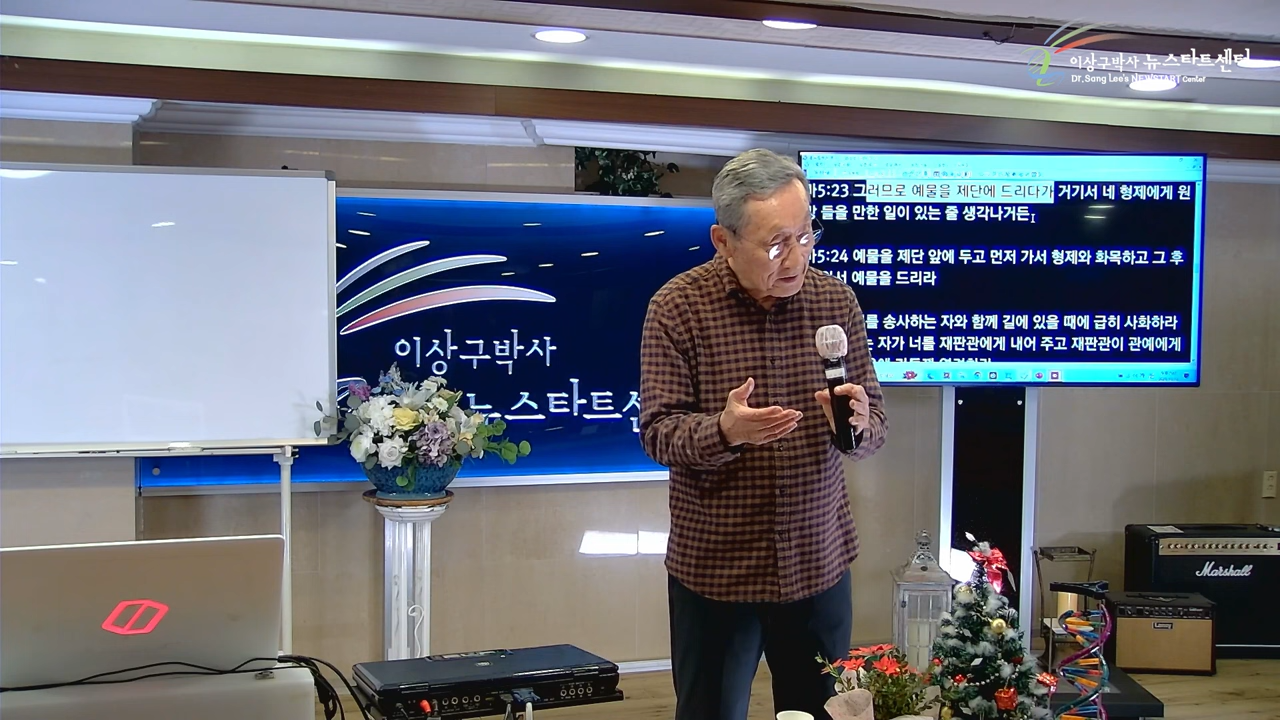 이상구박사 뉴스타트센터
Dr. Sang Lee's NEWSTART Center
5:23 그러므로 예물을 제단에 드리다가 거기서 네 형제에게 원
들을 만한 일이 있는 줄 생각나거든
5:24 예물을 제단 앞에 두고 먼저 가서 형제와 화목하고 그 후
예물을 드리라
송사하는 자와 함께 길에 있을 때에 급히 사화하라
자가 너를 재판관에게 내어 주고 재판관이 관예에게
이상구박사
뉴스타트센
Marshall
Laney